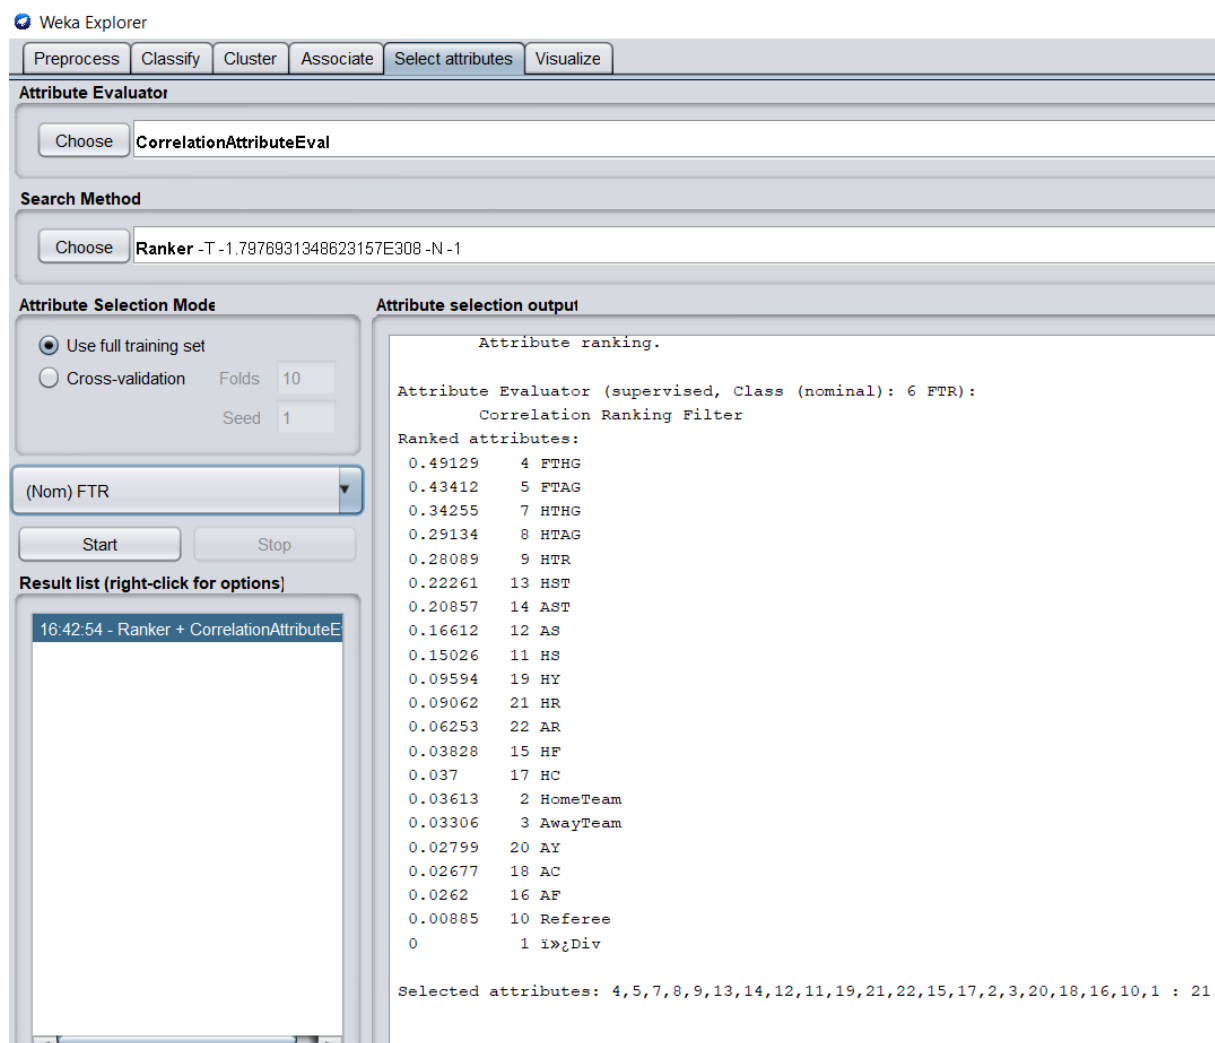 Weka Explorer
Preprocess Classify Cluster Associate Select attributes Visualize
Attribute Evaluator
Choose CorrelationAttributeEval
Search Method
Choose Ranker -T -1.7976931348623157E308 -N -1
Attribute Selection Mode
Use full training set
Cross-validation Folds 10
Seed 1
(Nom) FTR
Start Stop
Result list (right-click for options)
16:42:54 - Ranker + CorrelationAttributeE
Attribute selection output
Attribute ranking.
Attribute Evaluator (supervised, Class (nominal): 6 FTR):
Correlation Ranking Filter
Ranked attributes:
0.49129 4 FTHG
0.43412 5 FTAG
0.34255 7 HTHG
0.29134 8 HTAG
0.28089 9 HTR
0.22261 13 HST
0.20857 14 AST
0.16612 12 AS
0.15026 11 HS
0.09594 19 HY
0.09062 21 HR
0.06253 22 AR
0.03828 15 HF
0.037 17 HC
0.03613 2 HomeTeam
0.03306 3 AwayTeam
0.02799 20 AY
0.02677 18 AC
0.0262 16 AF
0.00885 10 Referee
0 1 ï»¿Div
Selected attributes: 4,5,7,8,9,13,14,12,11,19,21,22,15,17,2,3,20,18,16,10,1 : 21